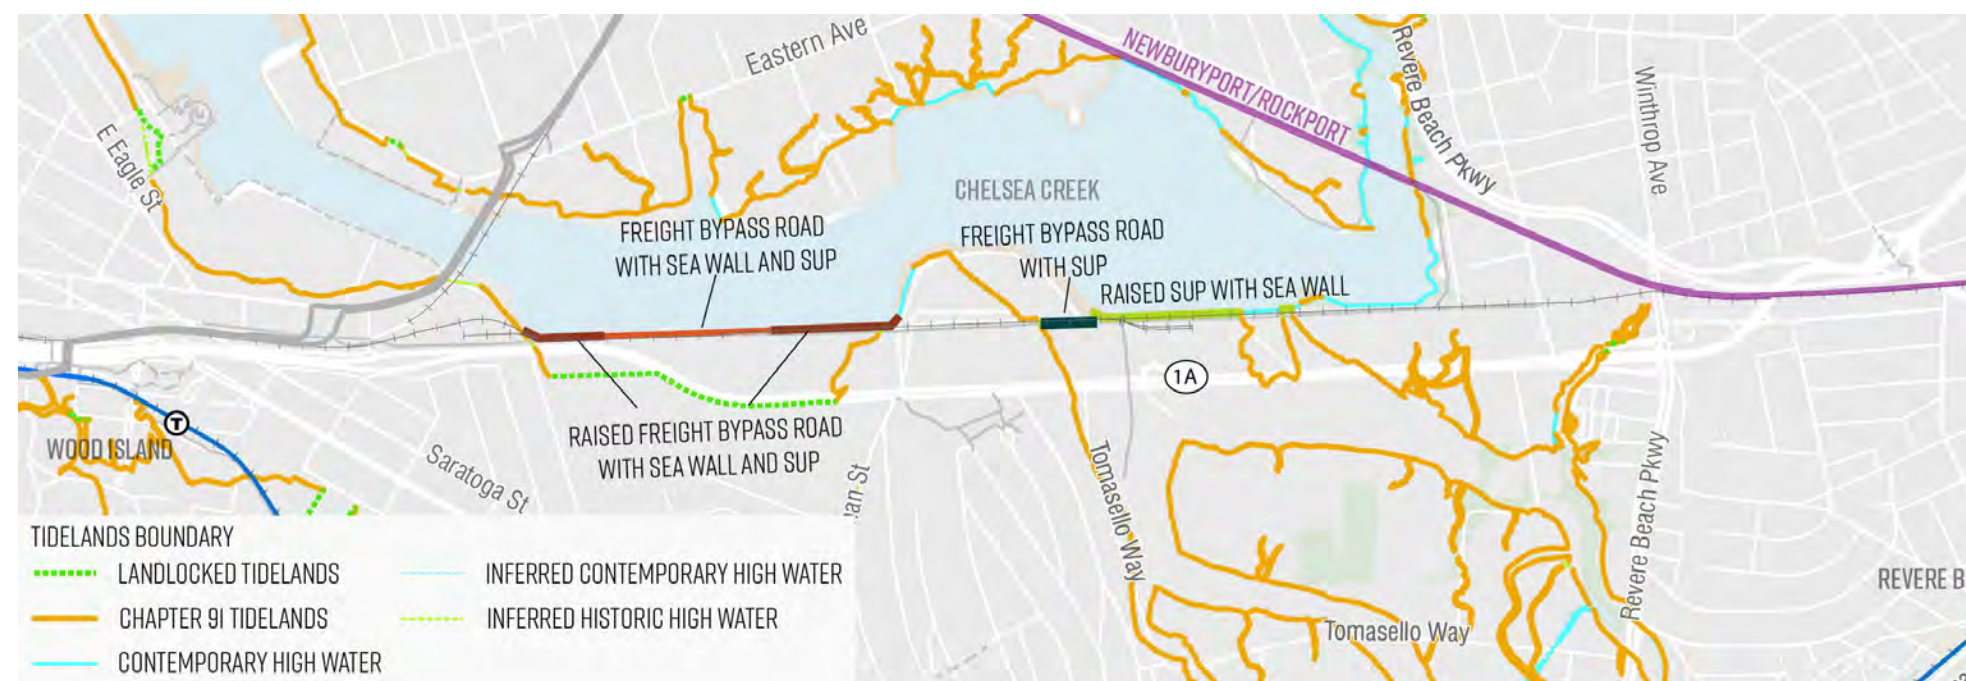 Eastern Ave
NEWBURYPORT/ROCKPORT
Revere Beach Pkwy
Winthrop Ave
E Eagle St
CHELSEA CREEK
FREIGHT BYPASS ROAD
WITH SEA WALL AND SUP
FREIGHT BYPASS ROAD
WITH SUP
RAISED SUP WITH SEA WALL
1A
T
WOOD ISLAND
RAISED FREIGHT BYPASS ROAD
WITH SEA WALL AND SUP
Saratoga St
an St
Tomasello Way
Revere Beach Pkwy
REVERE B
Tomasello Way
TIDELANDS BOUNDARY
LANDLOCKED TIDELANDS
CHAPTER 91 TIDELANDS
CONTEMPORARY HIGH WATER
INFERRED CONTEMPORARY HIGH WATER
INFERRED HISTORIC HIGH WATER